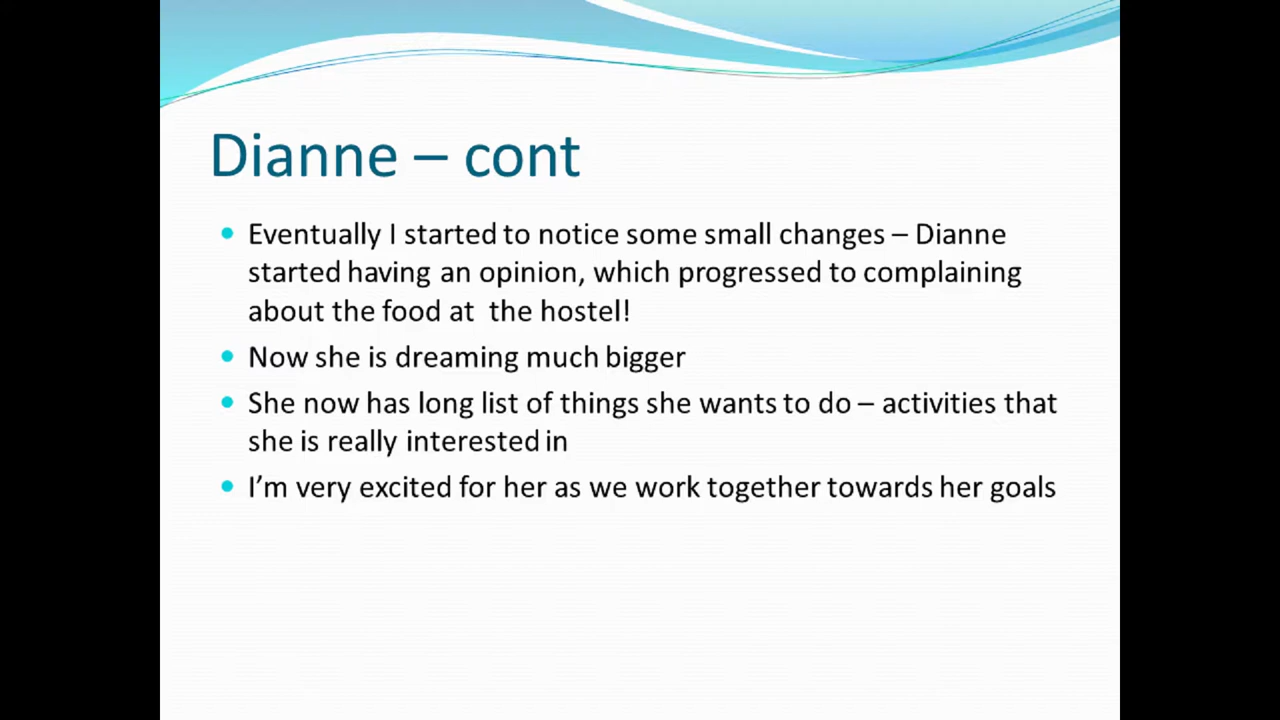 Dianne – cont
Eventually I started to notice some small changes – Dianne
started having an opinion, which progressed to complaining
about the food at  the hostel!
Now she is dreaming much bigger
She now has long list of things she wants to do – activities that
she is really interested in
I’m very excited for her as we work together towards her goals